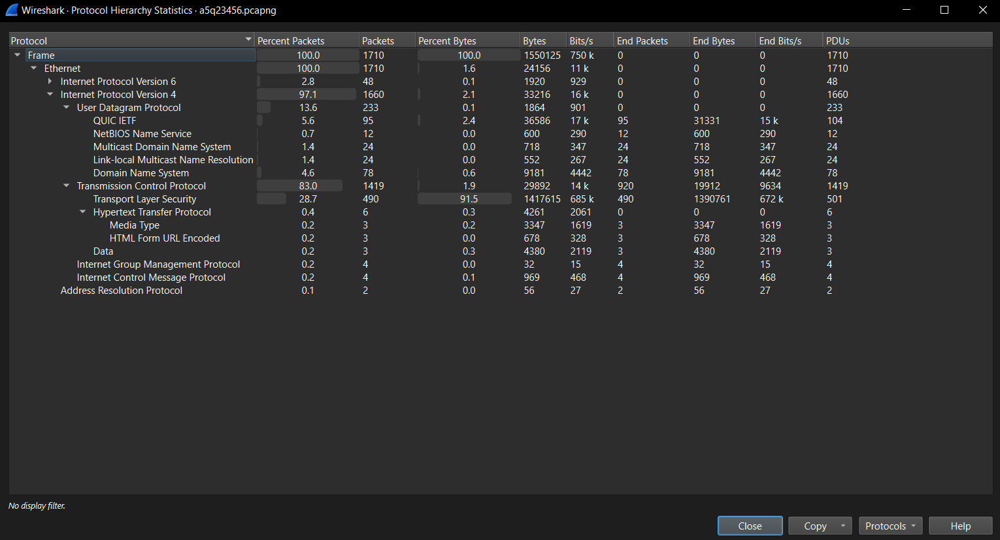 Wireshark · Protocol Hierarchy Statistics · a5q23456.pcapng
Protocol Percent Packets Packets Percent Bytes Bytes Bits/s End Packets End Bytes End Bits/s PDUs
Frame 100.0 1710 100.0 1550125 750 k 0 0 0 1710
Ethernet 100.0 1710 1.6 24156 11 k 0 0 0 1710
Internet Protocol Version 6 2.8 48 0.1 1920 929 0 0 0 48
Internet Protocol Version 4 97.1 1660 2.1 33216 16 k 0 0 0 1660
User Datagram Protocol 13.6 233 0.1 1864 901 0 0 0 233
QUIC IETF 5.6 95 2.4 36586 17 k 95 31331 15 k 104
NetBIOS Name Service 0.7 12 0.0 600 290 12 600 290 12
Multicast Domain Name System 1.4 24 0.0 718 347 24 718 347 24
Link-local Multicast Name Resolution 1.4 24 0.0 552 267 24 552 267 24
Domain Name System 4.6 78 0.6 9181 4442 78 9181 4442 78
Transmission Control Protocol 83.0 1419 1.9 29892 14 k 920 19912 9634 1419
Transport Layer Security 28.7 490 91.5 1417615 685 k 490 1390761 672 k 501
Hypertext Transfer Protocol 0.4 6 0.3 4261 2061 0 0 0 6
Media Type 0.2 3 0.2 3347 1619 3 3347 1619 3
HTML Form URL Encoded 0.2 3 0.0 678 328 3 678 328 3
Data 0.2 3 0.3 4380 2119 3 4380 2119 3
Internet Group Management Protocol 0.2 4 0.0 32 15 4 32 15 4
Internet Control Message Protocol 0.2 4 0.1 969 468 4 969 468 4
Address Resolution Protocol 0.1 2 0.0 56 27 2 56 27 2
No display filter.
Close Copy Protocols Help